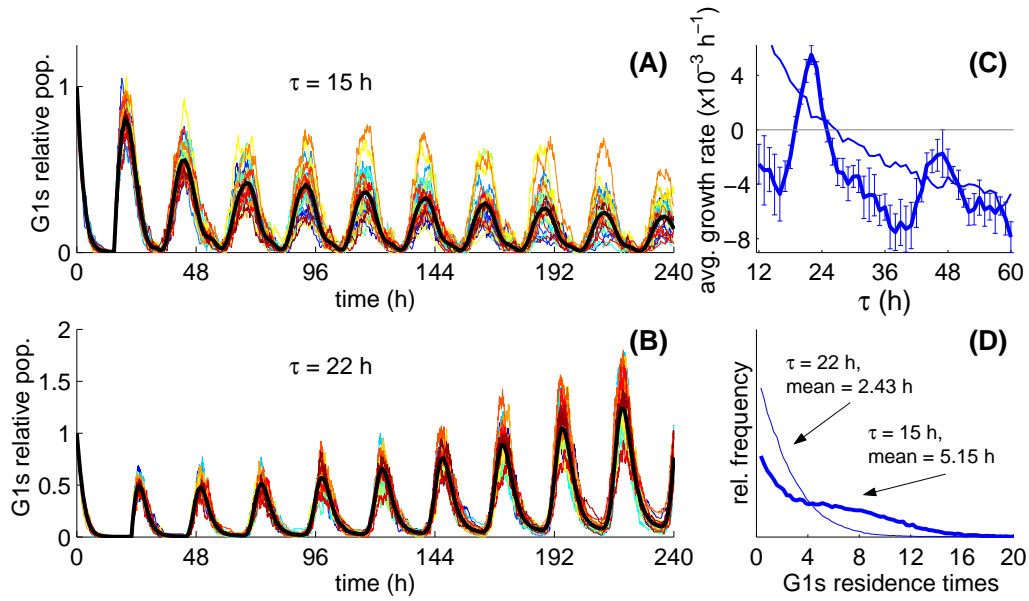 (A)
τ = 15 h
G1s relative pop.
1
0
0 48 96 144 192 240
time (h)
(B)
τ = 22 h
G1s relative pop.
2
1.5
1
0.5
0
0 48 96 144 192 240
time (h)
(C)
avg. growth rate (x10⁻³ h⁻¹)
4
0
−4
−8
12 24 36 48 60
τ (h)
(D)
τ = 22 h,
mean = 2.43 h
τ = 15 h,
mean = 5.15 h
rel. frequency
0 4 8 12 16 20
G1s residence times